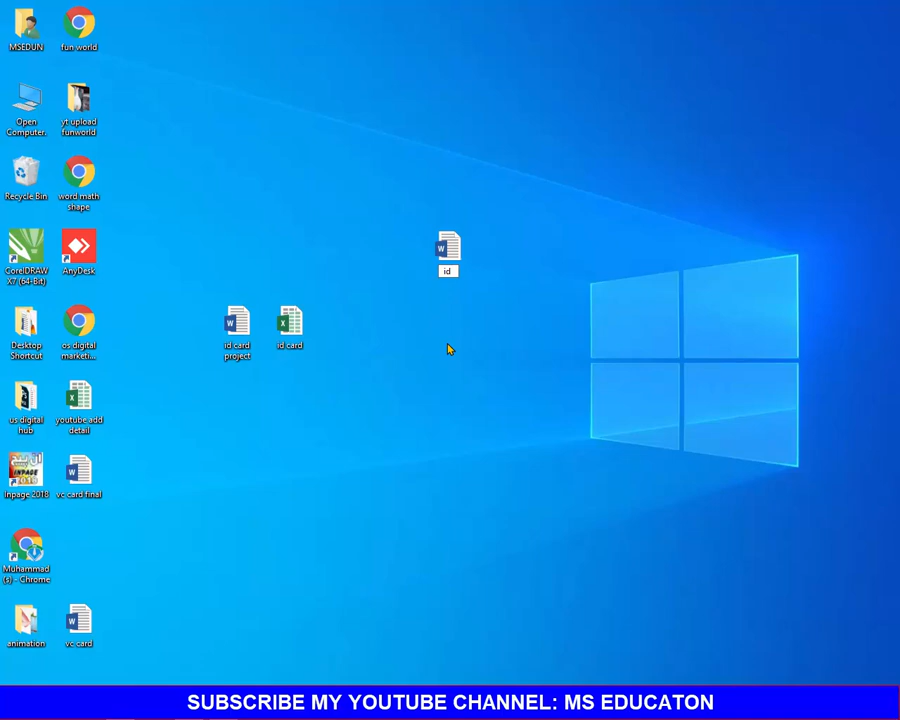 MSEDUN
fun world
Open
Computer.
yt upload
funworld
Recycle Bin
word math
shape
CorelDRAW
X7 (64-Bit)
AnyDesk
id
Desktop
Shortcut
os digital
marketi...
id card
project
id card
us digital
hub
youtube add
detail
Inpage 2018
vc card final
Muhammad
(s) - Chrome
animation
vc card
SUBSCRIBE MY YOUTUBE CHANNEL: MS EDUCATON